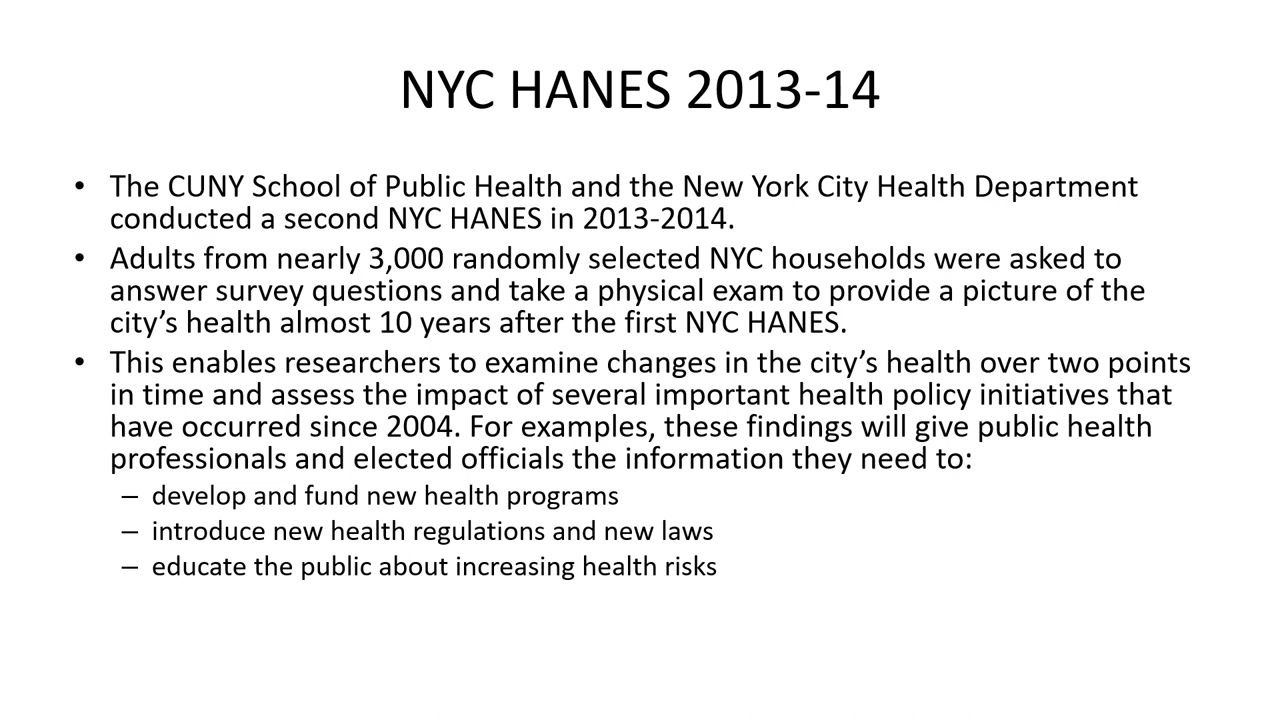 NYC HANES 2013-14
• The CUNY School of Public Health and the New York City Health Department
conducted a second NYC HANES in 2013-2014.
• Adults from nearly 3,000 randomly selected NYC households were asked to
answer survey questions and take a physical exam to provide a picture of the
city’s health almost 10 years after the first NYC HANES.
• This enables researchers to examine changes in the city’s health over two points
in time and assess the impact of several important health policy initiatives that
have occurred since 2004. For examples, these findings will give public health
professionals and elected officials the information they need to:
– develop and fund new health programs
– introduce new health regulations and new laws
– educate the public about increasing health risks